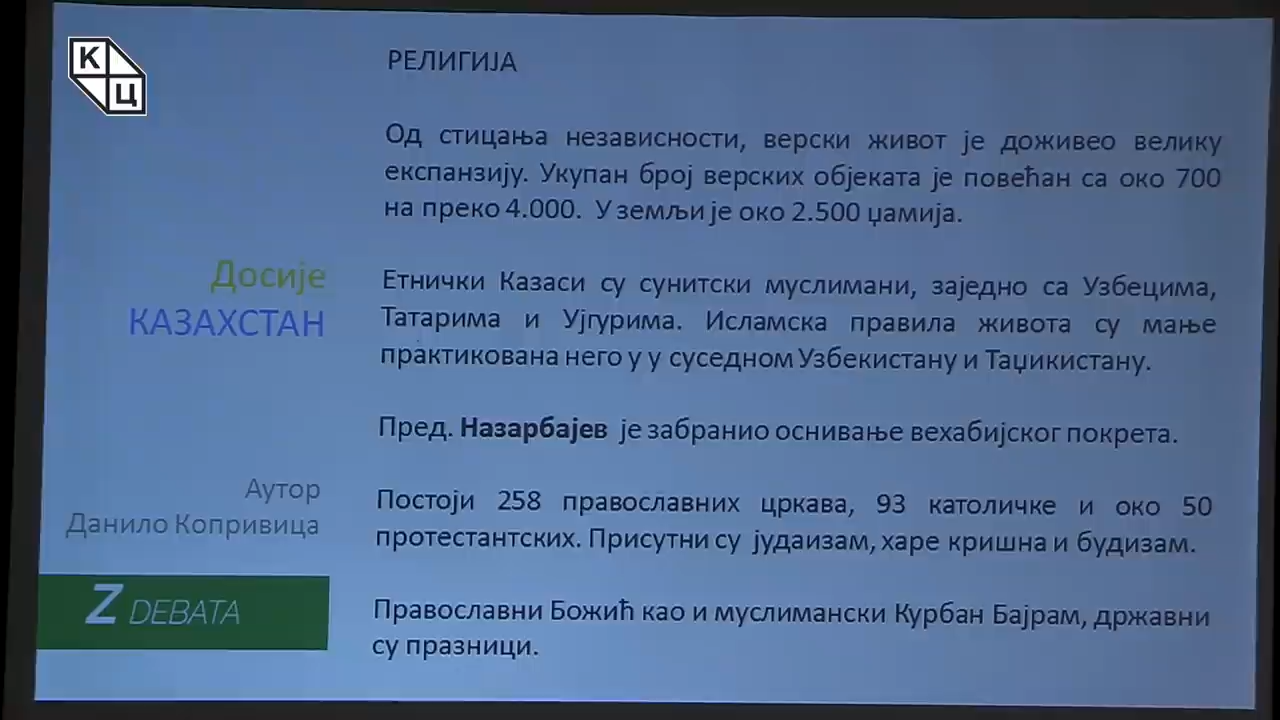 К
Ц
РЕЛИГИЈА
Од стицања независности, верски живот је доживео велику
експанзију. Укупан број верских објеката је повећан са око 700
на преко 4.000. У земљи је око 2.500 џамија.
Досије
КАЗАХСТАН
Етнички Казаси су сунитски муслимани, заједно са Узбецима,
Татарима и Ујгурима. Исламска правила живота су мање
практикована него у у суседном Узбекистану и Таџикистану.
Пред. Назарбајев је забранио оснивање вехабијског покрета.
Аутор
Данило Копривица
Постоји 258 православних цркава, 93 католичке и око 50
протестантских. Присутни су јудаизам, харе кришна и будизам.
Z DEBATA
Православни Божић као и муслимански Курбан Бајрам, државни
су празници.